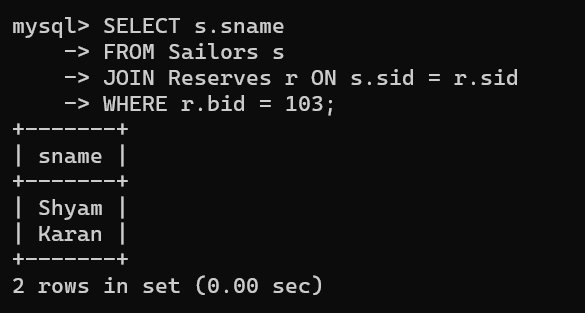 mysql> SELECT s.sname
    -> FROM Sailors s
    -> JOIN Reserves r ON s.sid = r.sid
    -> WHERE r.bid = 103;
+-------+
| sname |
+-------+
| Shyam |
| Karan |
+-------+
2 rows in set (0.00 sec)